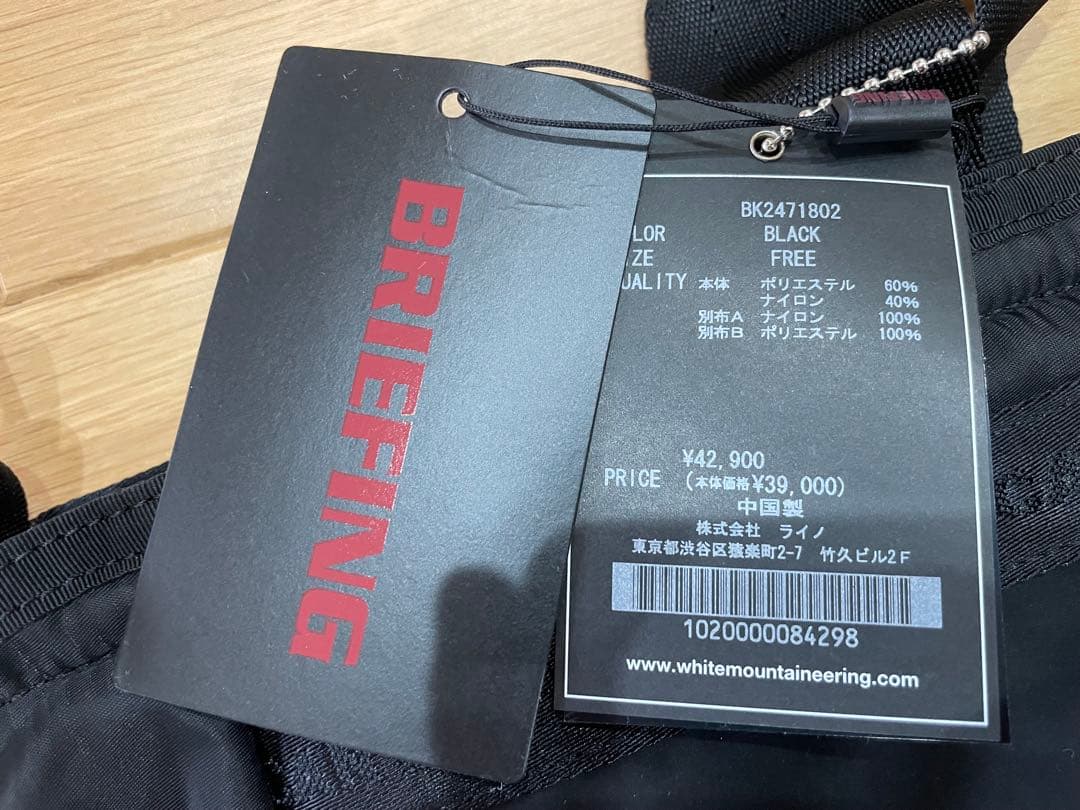 BRIEFING
BK2471802
LOR BLACK
ZE FREE
UALITY 本体 ポリエステル 60%
ナイロン 40%
別布A ナイロン 100%
別布B ポリエステル 100%
¥42,900
PRICE (本体価格¥39,000)
中国製
株式会社 ライノ
東京都渋谷区猿楽町2-7 竹久ビル2F
1020000084298
www.whitemountaineering.com